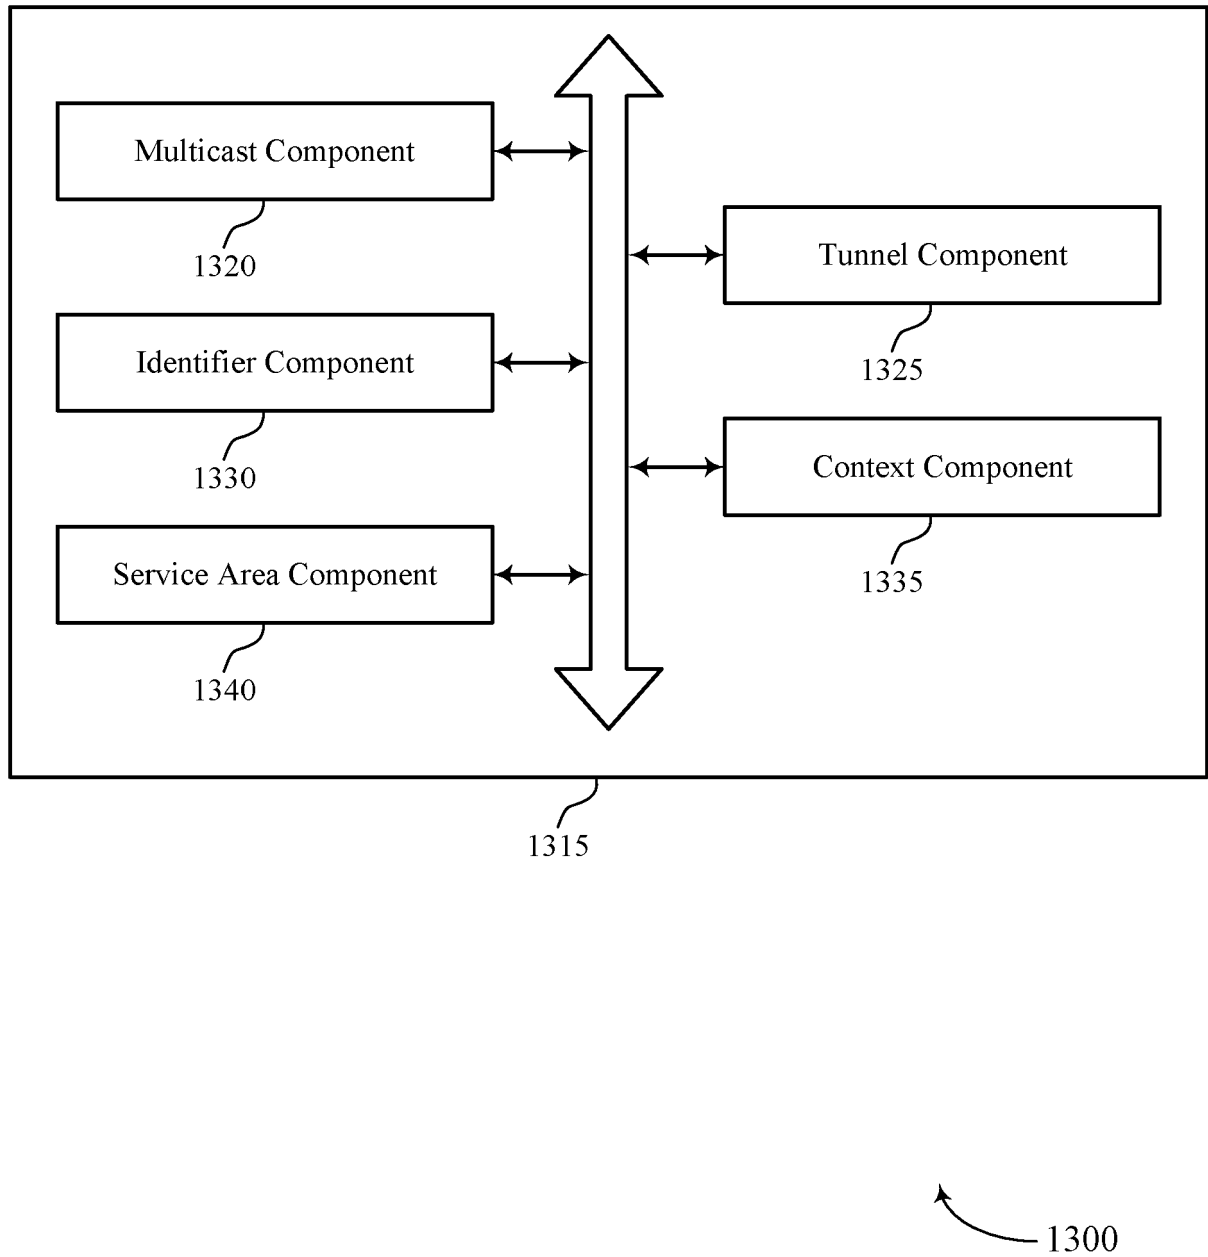 Multicast Component
1320
Tunnel Component
1325
Identifier Component
1330
Context Component
1335
Service Area Component
1340
1315
1300